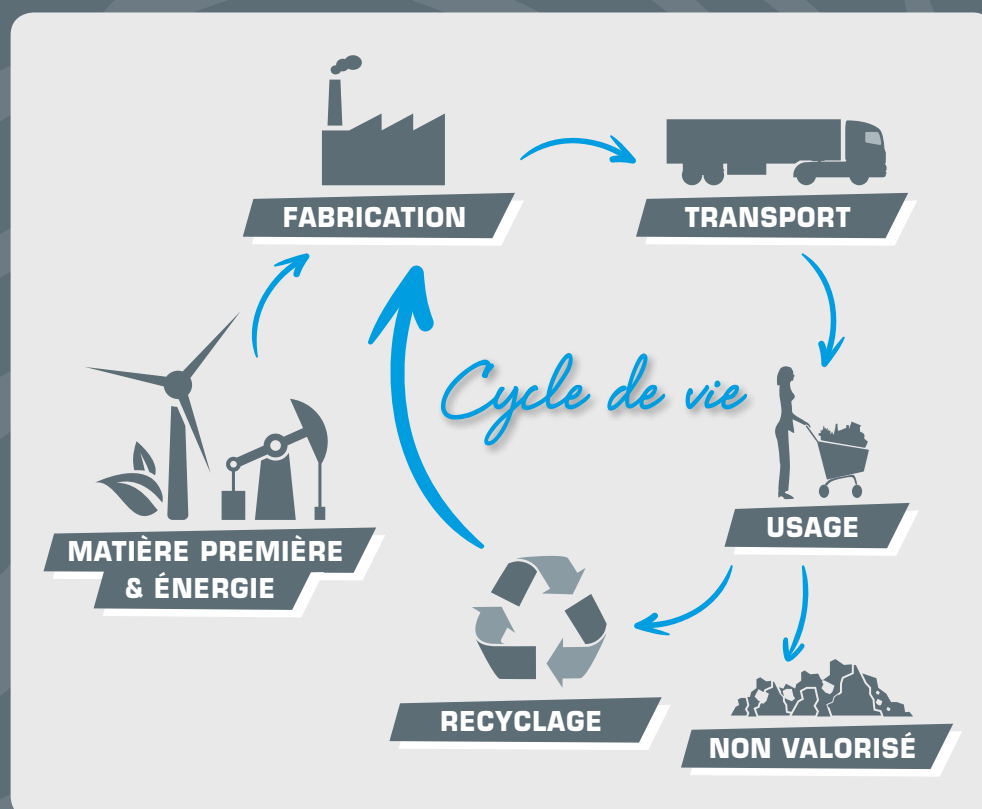 FABRICATION
TRANSPORT
Cycle de vie
USAGE
MATIÈRE PREMIÈRE
& ÉNERGIE
RECYCLAGE
NON VALORISÉ